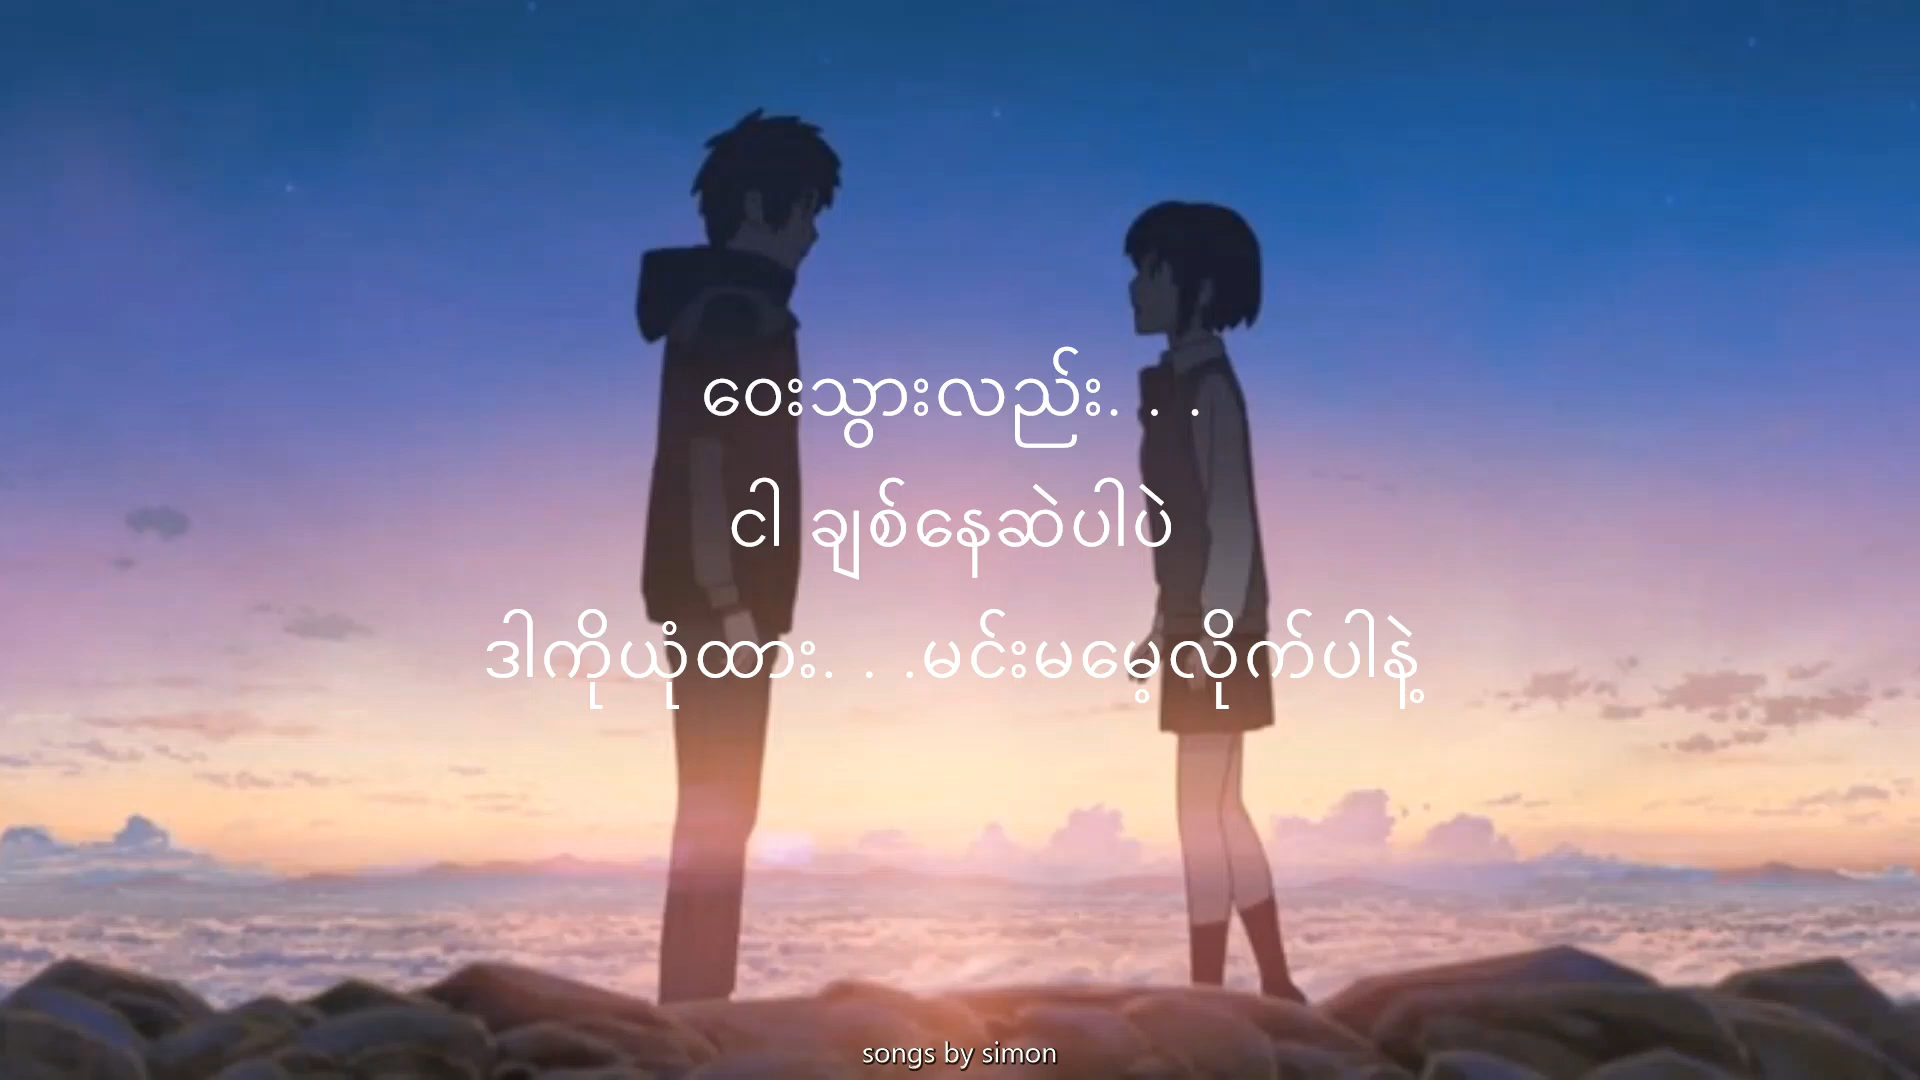 ဝေးသွားလည်း. . .
ငါ ချစ်နေဆဲပါပဲ
ဒါကိုယုံထား. . .မင်းမမေ့လိုက်ပါနဲ့
songs by simon